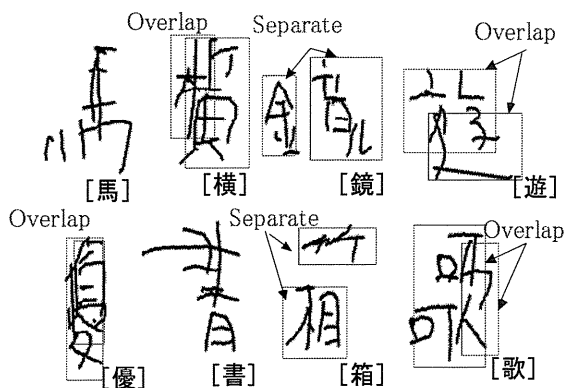 Overlap Separate Overlap
[馬] [横] [鏡] [遊]
Overlap Separate Overlap
[優] [書] [箱] [歌]